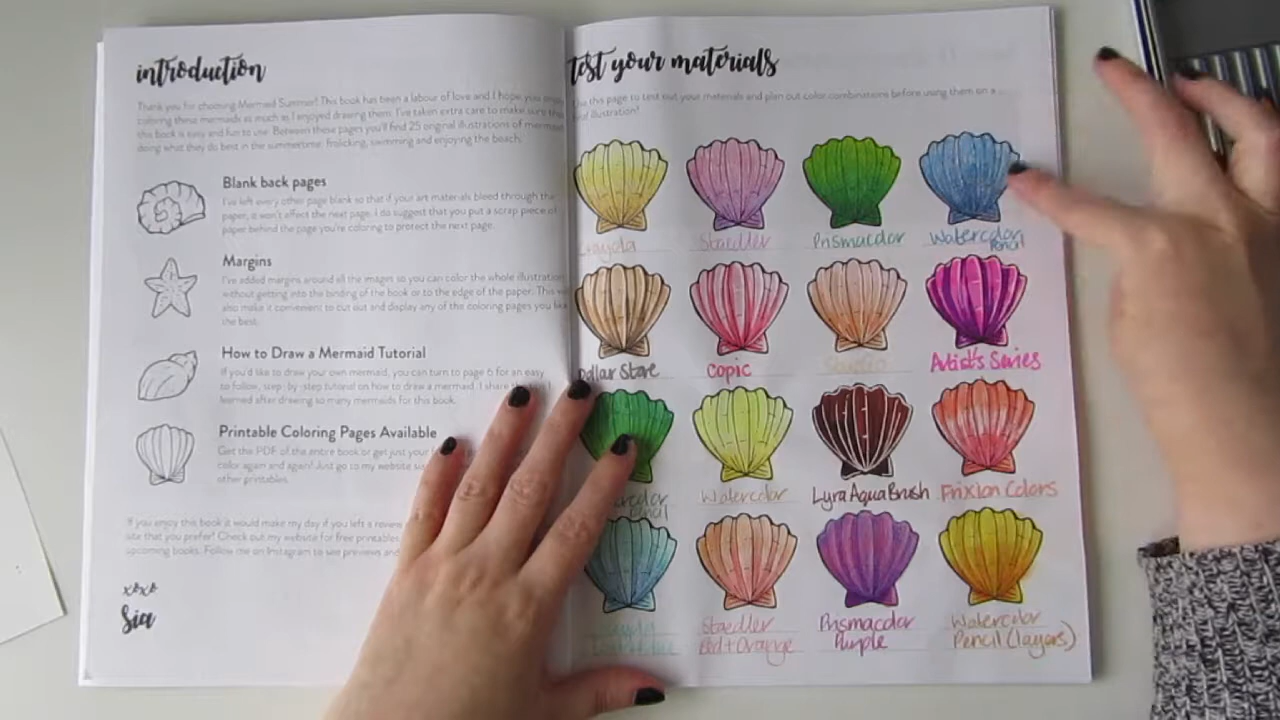 introduction
Thank you for choosing Mermaid Summer! This book has been a labour of love and I hope you enjoy
coloring these mermaids as much as I enjoyed drawing them. I've taken extra care to make sure that
this book is easy and fun to use. Between these pages you'll find 25 original illustrations of mermaids
doing what they do best in the summertime: frolicking, swimming and enjoying the beach.
Blank back pages
I've left every other page blank so that if your art materials bleed through the
paper, it won't affect the next page. I do suggest that you put a scrap piece of
paper behind the page you're coloring to protect the next page.
Margins
I've added margins around all the images so you can color the whole illustration
without getting into the binding of the book or to the edge of the paper. This
also make it convenient to cut out and display any of the coloring pages you like
the best.
How to Draw a Mermaid Tutorial
If you'd like to draw your own mermaid, you can turn to page 6 for an easy
to follow, step-by-step tutorial on how to draw a mermaid. I share
learned after drawing so many mermaids for this book.
Printable Coloring Pages Available
Get the PDF of the entire book or get just your
color again and again! Just go to my website
other printables.
If you enjoy this book it would make my day if you left a review
site that you prefer! Check out my website for free printables
upcoming books. Follow me on Instagram to see previews and
xoxo
Sia
test your materials
Use this page to test out your materials and plan out color combinations before using them on a
illustration!
Crayola
Staedler
Prismacolor
Watercolor
Pencil
Dollar Store
Copic
Artist's Series
Watercolor
Lyra Aqua Brush
Frixion Colors
Staedler
Red + Orange
Prismacolor
Purple
Watercolor
Pencil (layers)